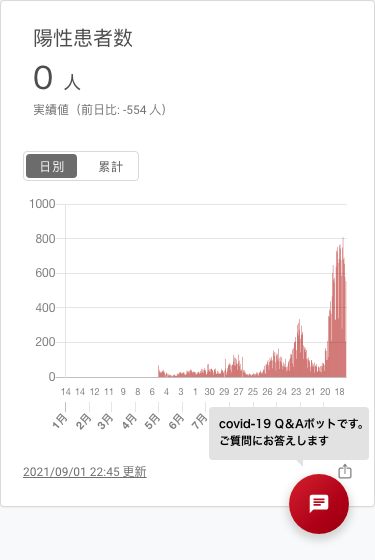 陽性患者数
0 人
実績値（前日比: -554 人）
日別 累計
1000
800
600
400
200
0
14 14 12 11 9 8 6 4 3 1 30 29 27 25 26 24 23 21 20 18
1月 2月 3月 4月 5月 6月 7月
covid-19 Q&Aボットです。
ご質問にお答えします
2021/09/01 22:45 更新